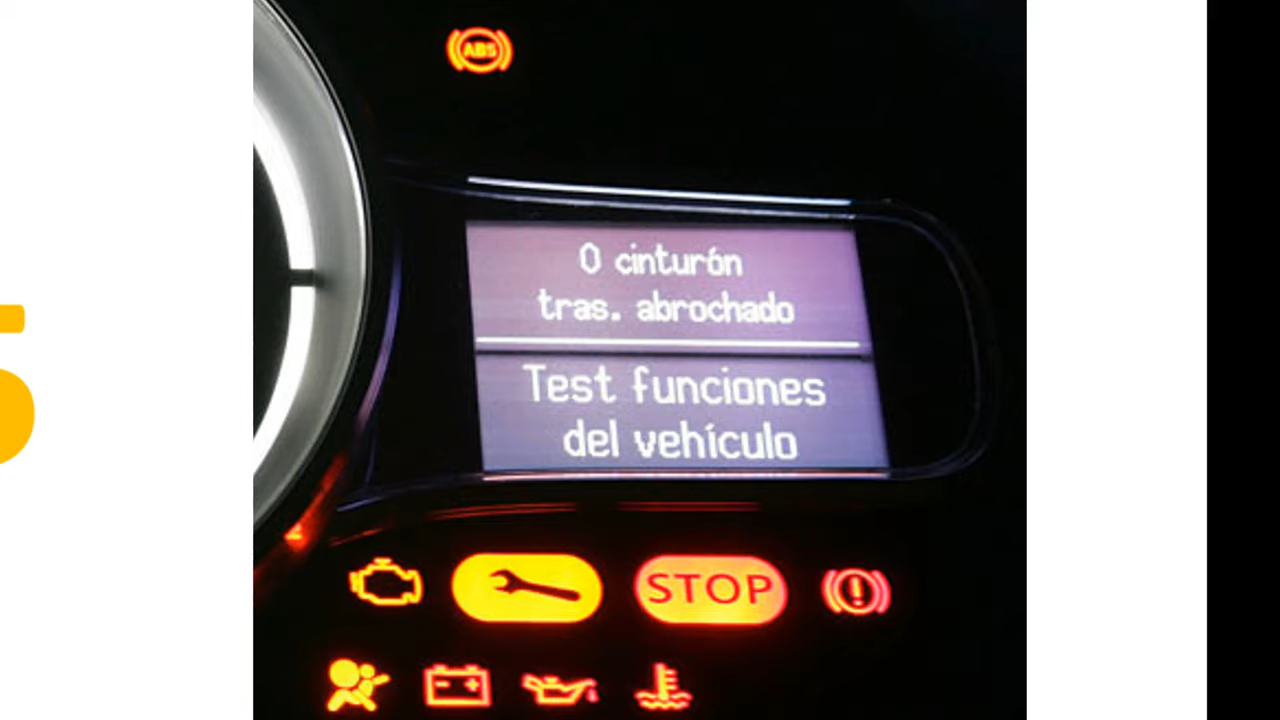 ABS
0 cinturón
tras. abrochado
Test funciones
del vehículo
STOP